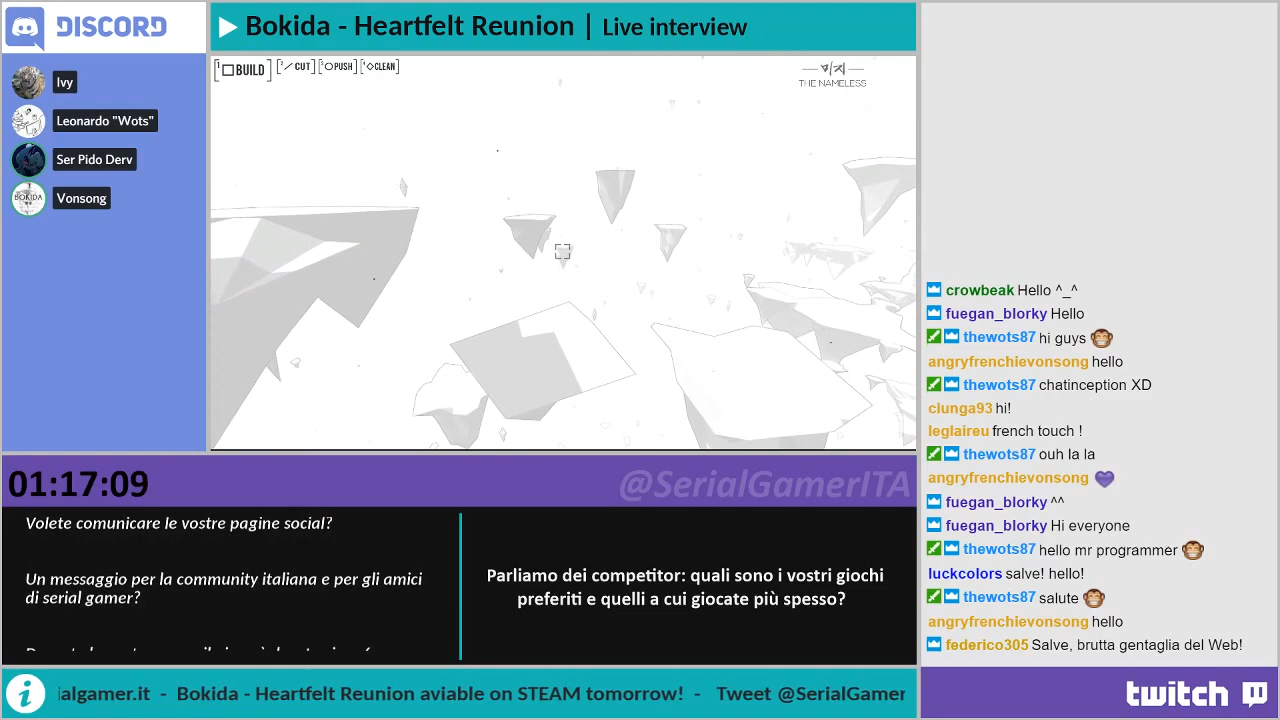 DISCORD
Ivy
Leonardo "Wots"
Ser Pido Derv
Vonsong
Bokida - Heartfelt Reunion | Live interview
1 BUILD
CUT
PUSH
CLEAN
THE NAMELESS
crowbeak Hello ^_^
fuegan_blorky Hello
thewots87 hi guys
angryfrenchievonsong hello
thewots87 chatinception XD
clunga93 hi!
leglaireu french touch !
thewots87 ouh la la
angryfrenchievonsong
fuegan_blorky ^^
fuegan_blorky Hi everyone
thewots87 hello mr programmer
luckcolors salve! hello!
thewots87 salute
angryfrenchievonsong hello
federico305 Salve, brutta gentaglia del Web!
01:17:09
@SerialGamerITA
Volete comunicare le vostre pagine social?
Un messaggio per la community italiana e per gli amici
di serial gamer?
Parliamo dei competitor: quali sono i vostri giochi
preferiti e quelli a cui giocate più spesso?
ialgamer.it - Bokida - Heartfelt Reunion aviable on STEAM tomorrow! - Tweet @SerialGamer
twitch